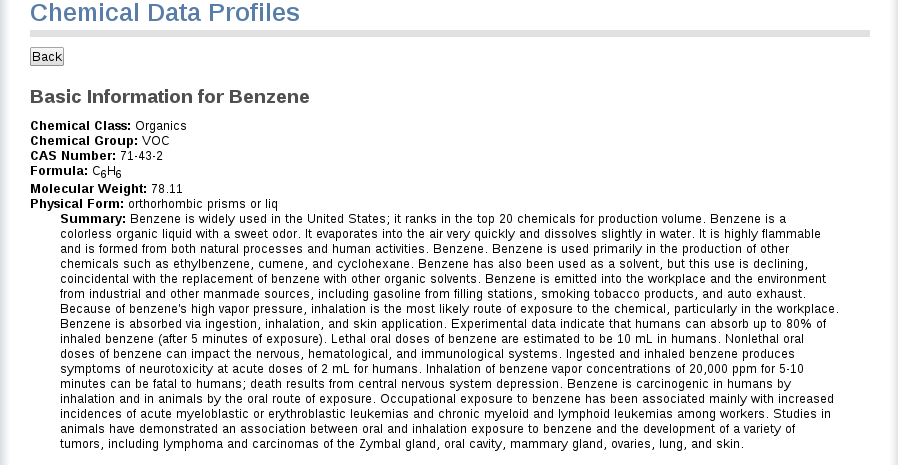 Chemical Data Profiles
Back
Basic Information for Benzene
Chemical Class: Organics
Chemical Group: VOC
CAS Number: 71-43-2
Formula: C6H6
Molecular Weight: 78.11
Physical Form: orthorhombic prisms or liq
Summary: Benzene is widely used in the United States; it ranks in the top 20 chemicals for production volume. Benzene is a
colorless organic liquid with a sweet odor. It evaporates into the air very quickly and dissolves slightly in water. It is highly flammable
and is formed from both natural processes and human activities. Benzene. Benzene is used primarily in the production of other
chemicals such as ethylbenzene, cumene, and cyclohexane. Benzene has also been used as a solvent, but this use is declining,
coincidental with the replacement of benzene with other organic solvents. Benzene is emitted into the workplace and the environment
from industrial and other manmade sources, including gasoline from filling stations, smoking tobacco products, and auto exhaust.
Because of benzene's high vapor pressure, inhalation is the most likely route of exposure to the chemical, particularly in the workplace.
Benzene is absorbed via ingestion, inhalation, and skin application. Experimental data indicate that humans can absorb up to 80% of
inhaled benzene (after 5 minutes of exposure). Lethal oral doses of benzene are estimated to be 10 mL in humans. Nonlethal oral
doses of benzene can impact the nervous, hematological, and immunological systems. Ingested and inhaled benzene produces
symptoms of neurotoxicity at acute doses of 2 mL for humans. Inhalation of benzene vapor concentrations of 20,000 ppm for 5-10
minutes can be fatal to humans; death results from central nervous system depression. Benzene is carcinogenic in humans by
inhalation and in animals by the oral route of exposure. Occupational exposure to benzene has been associated mainly with increased
incidences of acute myeloblastic or erythroblastic leukemias and chronic myeloid and lymphoid leukemias among workers. Studies in
animals have demonstrated an association between oral and inhalation exposure to benzene and the development of a variety of
tumors, including lymphoma and carcinomas of the Zymbal gland, oral cavity, mammary gland, ovaries, lung, and skin.